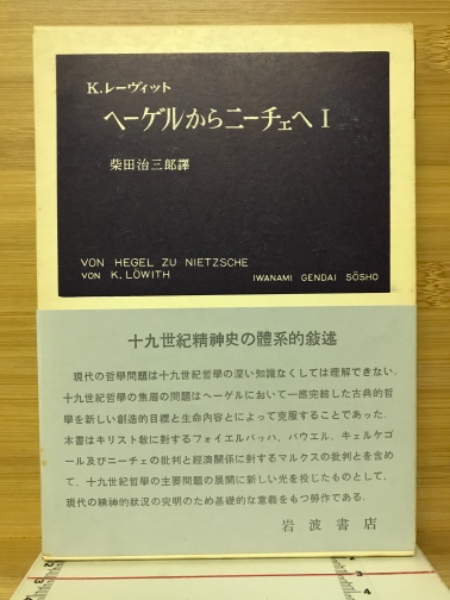 K.レーヴィット
ヘーゲルからニーチェへ I
柴田治三郎譯
VON HEGEL ZU NIETZSCHE
VON K. LÖWITH
IWANAMI GENDAI SŌSHO
十九世紀精神史の體系的敍述
現代の哲學問題は十九世紀哲學の深い知識なくしては理解できない.
十九世紀哲學の焦眉の問題はヘーゲルにおいて一應完結した古典的哲
學を新しい創造的目標と生命內容とによって克服することであった.
本書はキリスト敎に對するフォイエルバッハ, バウエル, キェルケゴ
ール及びニーチェの批判と經濟關係に對するマルクスの批判とを含め
て, 十九世紀哲學の主要問題の展開に新しい光を投じたものとして,
現代の精神的狀況の究明のため基礎的な意義をもつ勞作である.
岩波書店